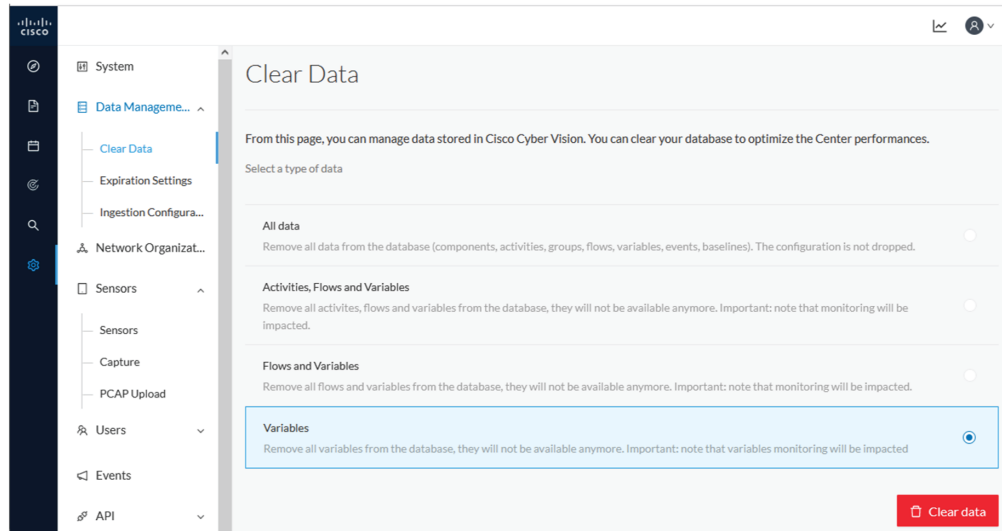 CISCO
System
Data Manageme...
Clear Data
Expiration Settings
Ingestion Configura...
Network Organizat...
Sensors
Sensors
Capture
PCAP Upload
Users
Events
API
Clear Data
From this page, you can manage data stored in Cisco Cyber Vision. You can clear your database to optimize the Center performances.
Select a type of data
All data
Remove all data from the database (components, activities, groups, flows, variables, events, baselines). The configuration is not dropped.
Activities, Flows and Variables
Remove all activites, flows and variables from the database, they will not be available anymore. Important: note that monitoring will be
impacted.
Flows and Variables
Remove all flows and variables from the database, they will not be available anymore. Important: note that monitoring will be impacted.
Variables
Remove all variables from the database, they will not be available anymore. Important: note that variables monitoring will be impacted
Clear data